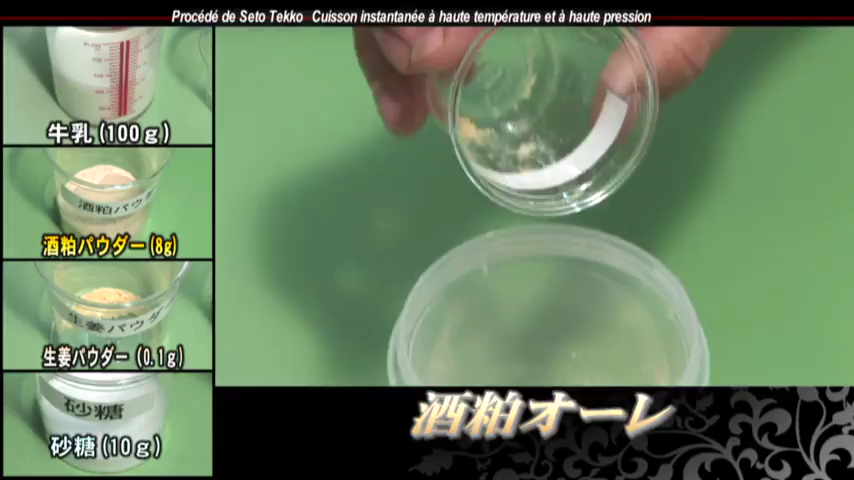 Procédé de Seto Tekko Cuisson instantanée à haute température et à haute pression
牛乳(100g)
酒粕パウダ
酒粕パウダー(8g)
生姜パウダ
生姜パウダー(0.1g)
砂糖
砂糖(10g)
酒粕オーレ